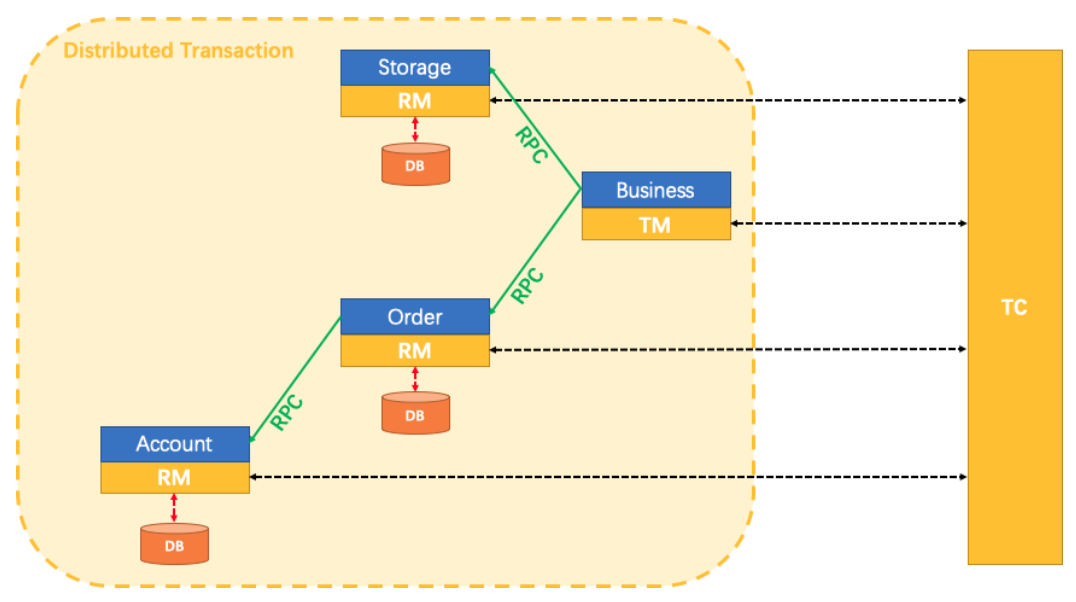 Distributed Transaction
Storage
RM
DB
RPC
Business
TM
RPC
Order
RM
DB
RPC
Account
RM
DB
TC